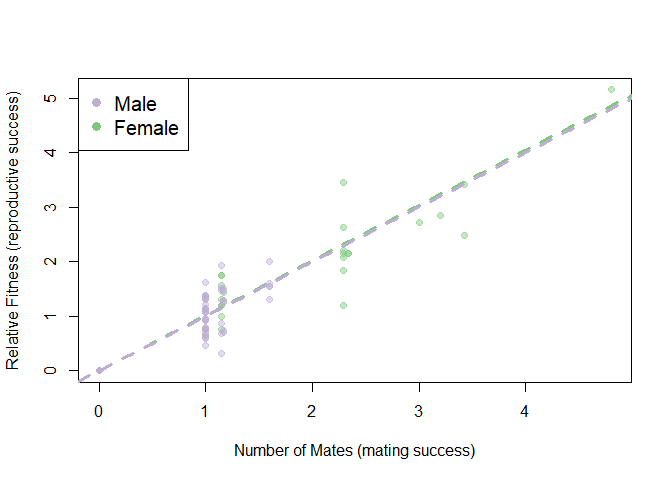 Male
Female
Relative Fitness (reproductive success)
5
4
3
2
1
0
0 1 2 3 4
Number of Mates (mating success)